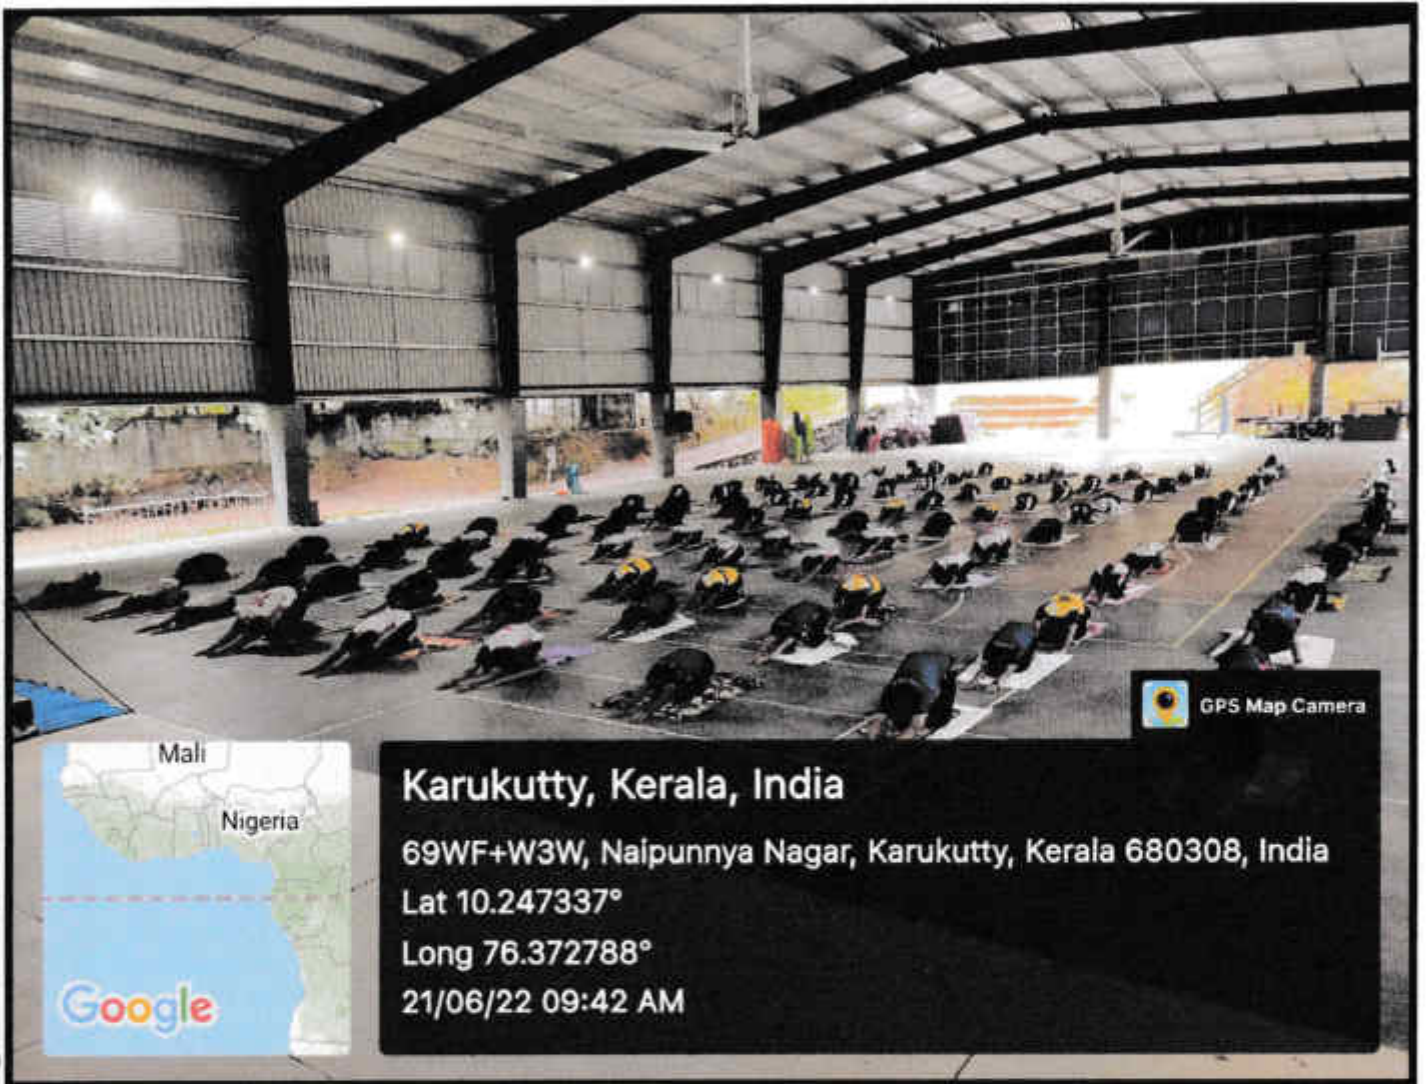 GPS Map Camera
Mali
Nigeria
Google
Karukutty, Kerala, India
69WF+W3W, Naipunnya Nagar, Karukutty, Kerala 680308, India
Lat 10.247337°
Long 76.372788°
21/06/22 09:42 AM